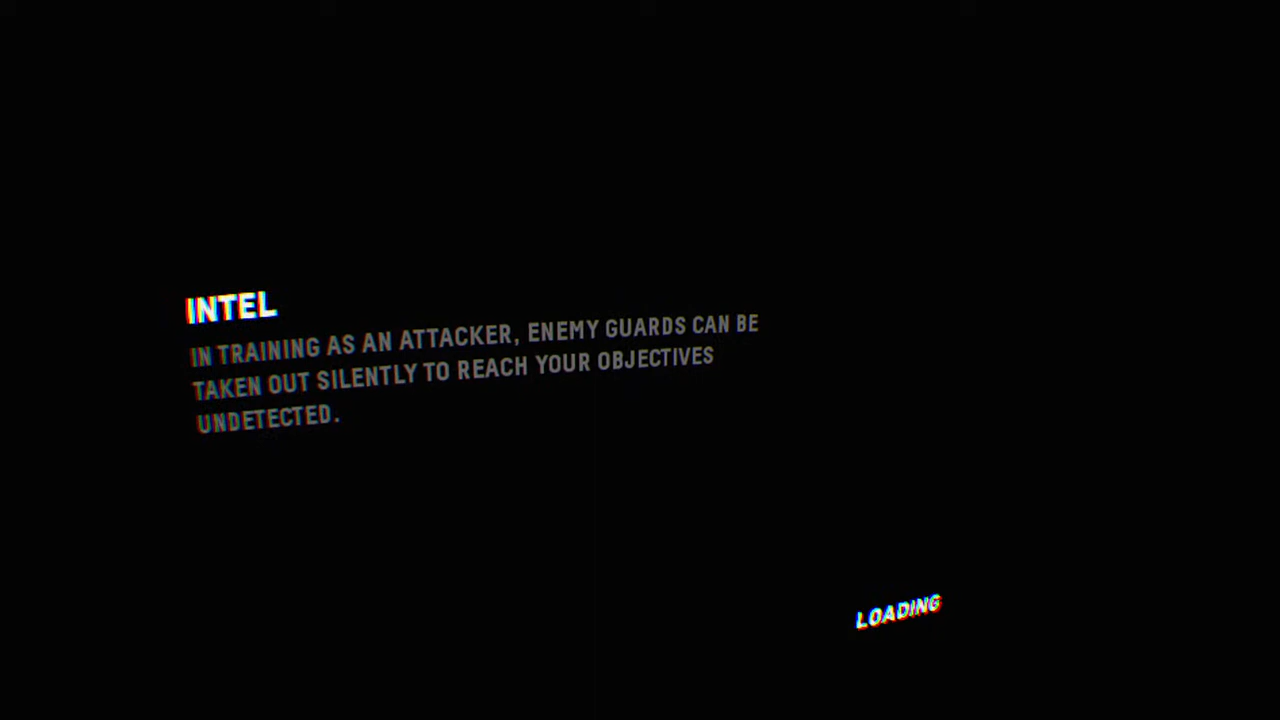 INTEL
IN TRAINING AS AN ATTACKER, ENEMY GUARDS CAN BE
TAKEN OUT SILENTLY TO REACH YOUR OBJECTIVES
UNDETECTED.
LOADING